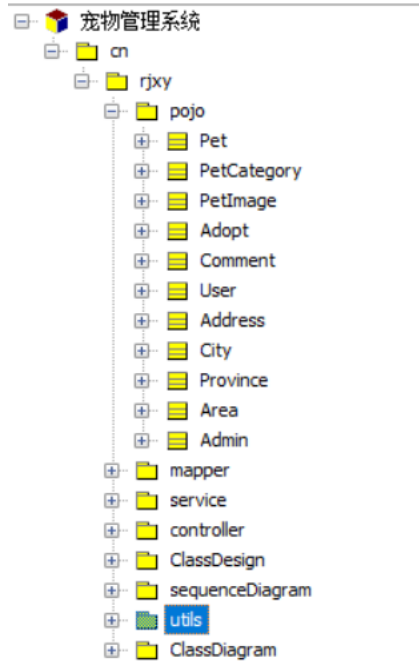 宠物管理系统
cn
rjxy
pojo
Pet
PetCategory
PetImage
Adopt
Comment
User
Address
City
Province
Area
Admin
mapper
service
controller
ClassDesign
sequenceDiagram
utils
ClassDiagram